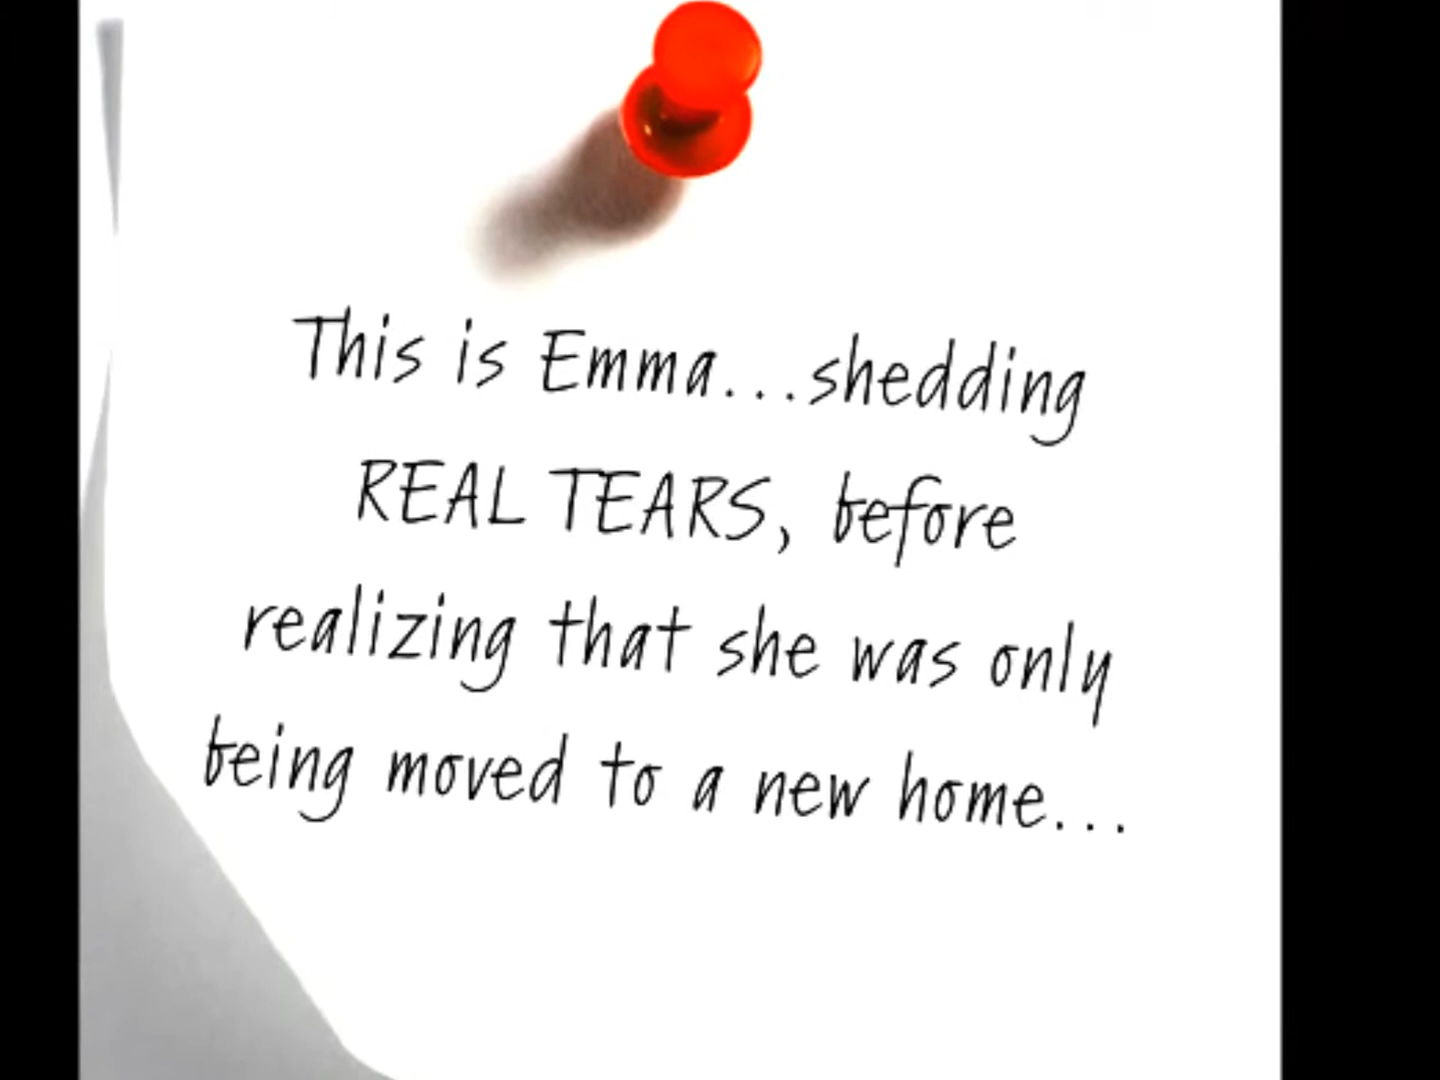 This is Emma...shedding
REAL TEARS, before
realizing that she was only
being moved to a new home...